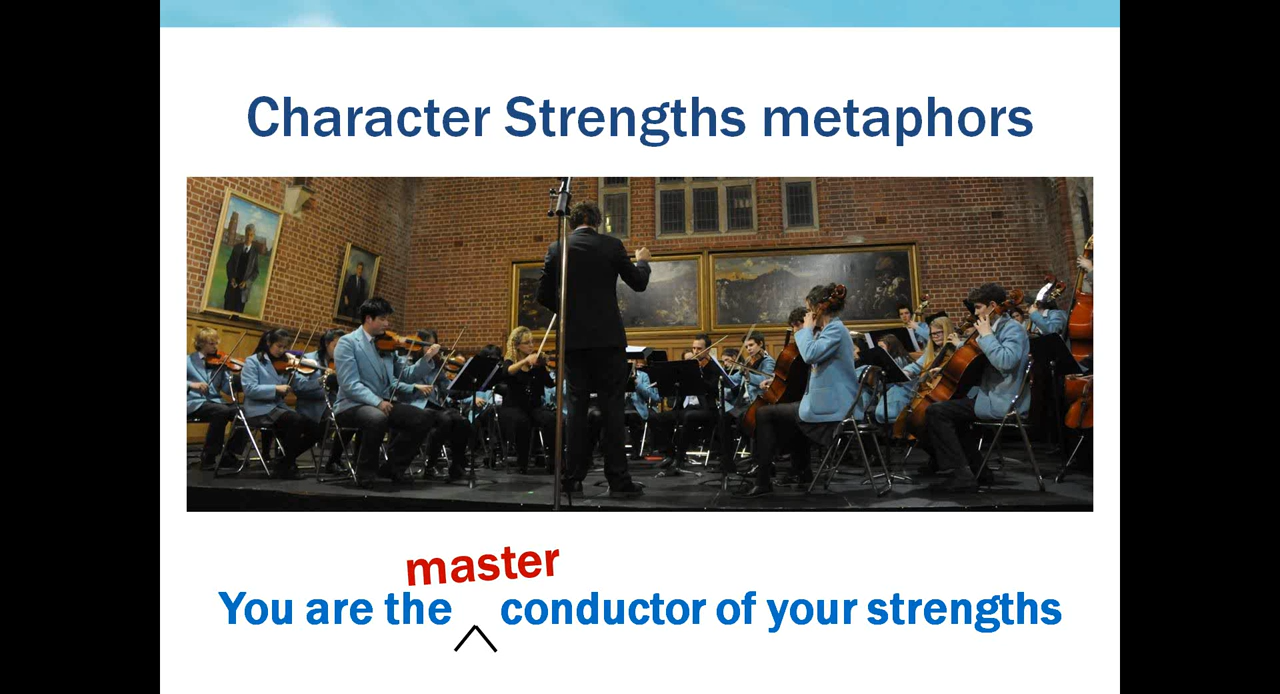 Character Strengths metaphors
master
You are the conductor of your strengths